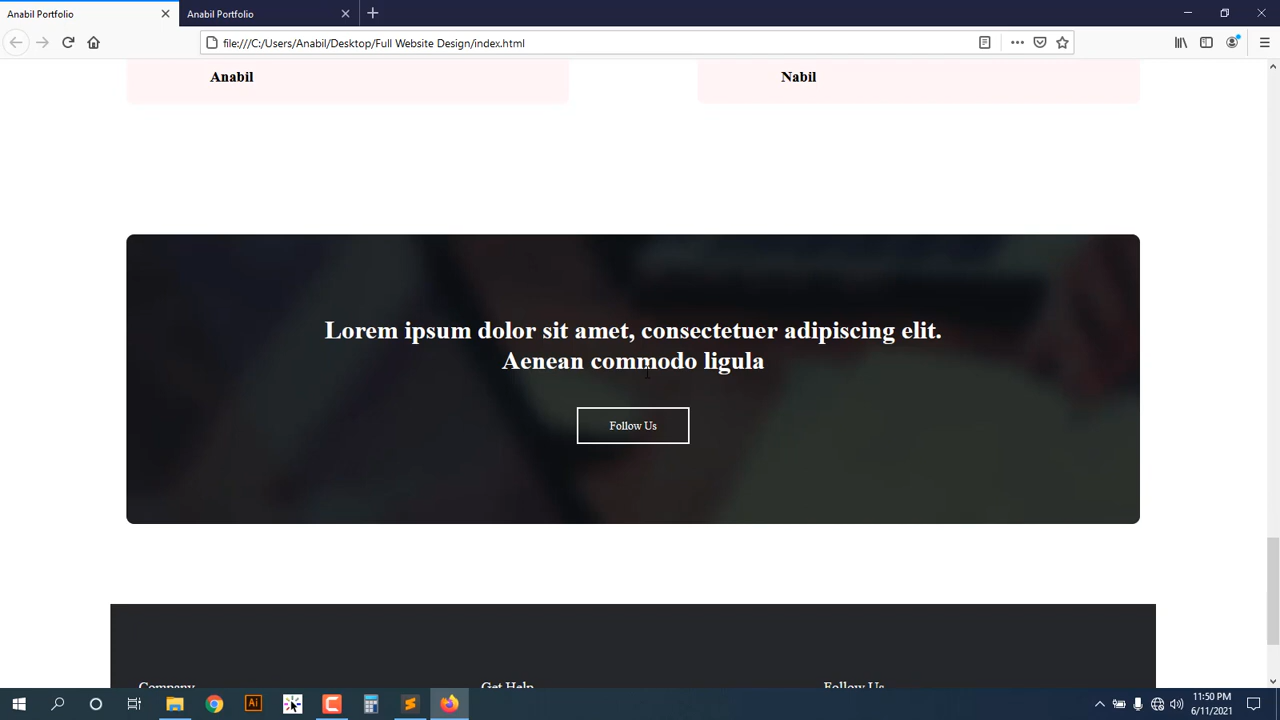 Anabil Portfolio
Anabil Portfolio
file:///C:/Users/Anabil/Desktop/Full Website Design/index.html
Anabil
Nabil
Lorem ipsum dolor sit amet, consectetuer adipiscing elit.
Aenean commodo ligula
Follow Us
Company
Get Help
Follow Us
Ai
11:50 PM
6/11/2021